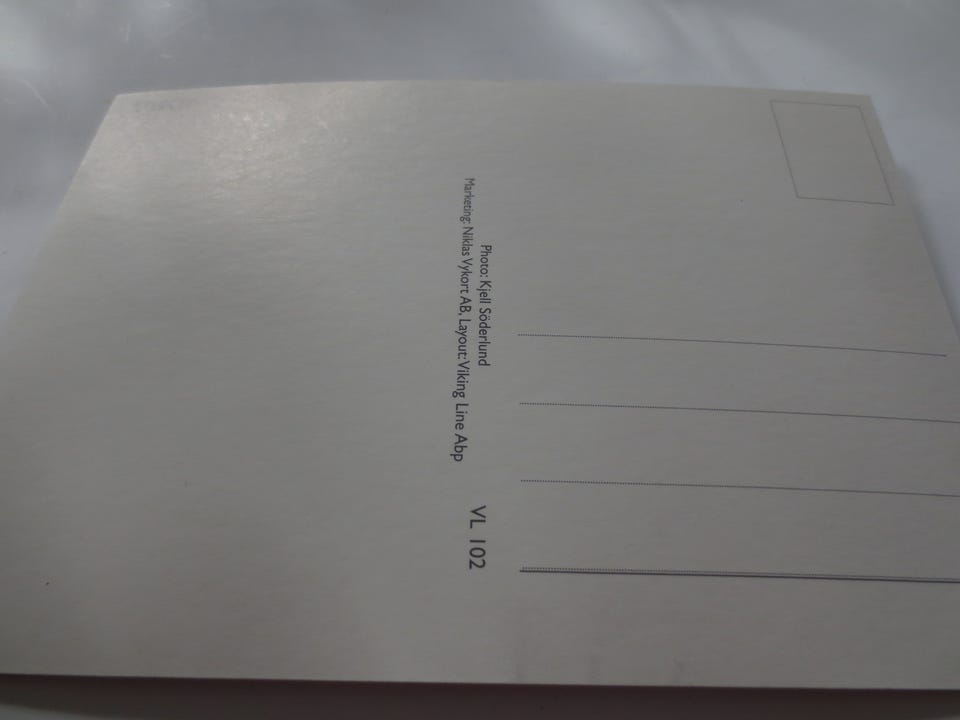 Photo: Kjell Söderlund
Marketing: Niklas Vykort AB, Layout: Viking Line Abp
VL 102